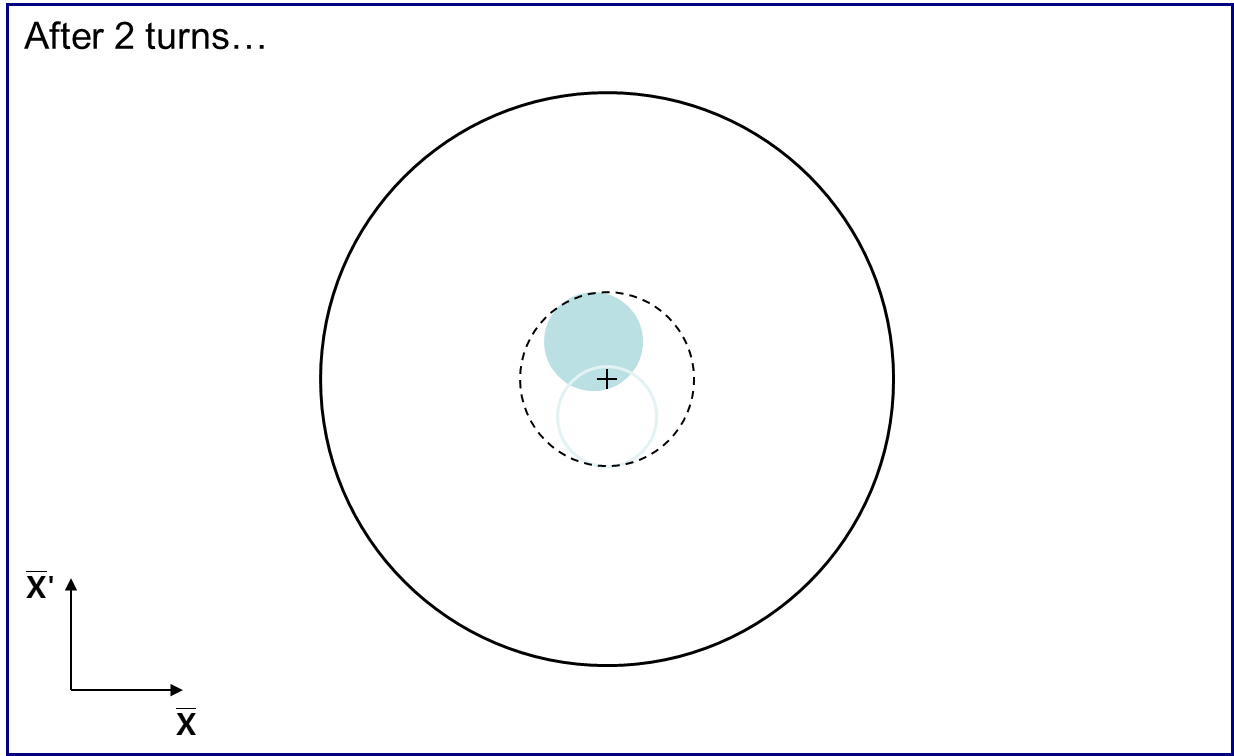 After 2 turns…
X̅'
X̅